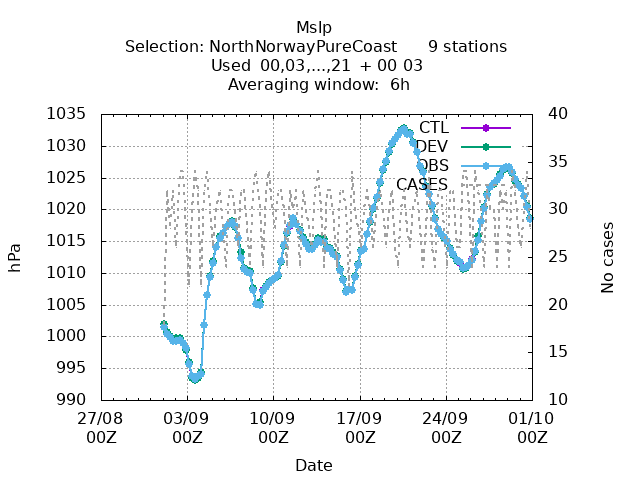 Mslp
Selection: NorthNorwayPureCoast 9 stations
Used 00,03,...,21 + 00 03
Averaging window: 6h
1035
1030
1025
1020
1015
1010
1005
1000
995
990
hPa
40
35
30
25
20
15
10
No cases
CTL
DEV
OBS
CASES
27/08 03/09 10/09 17/09 24/09 01/10
00Z 00Z 00Z 00Z 00Z 00Z
Date